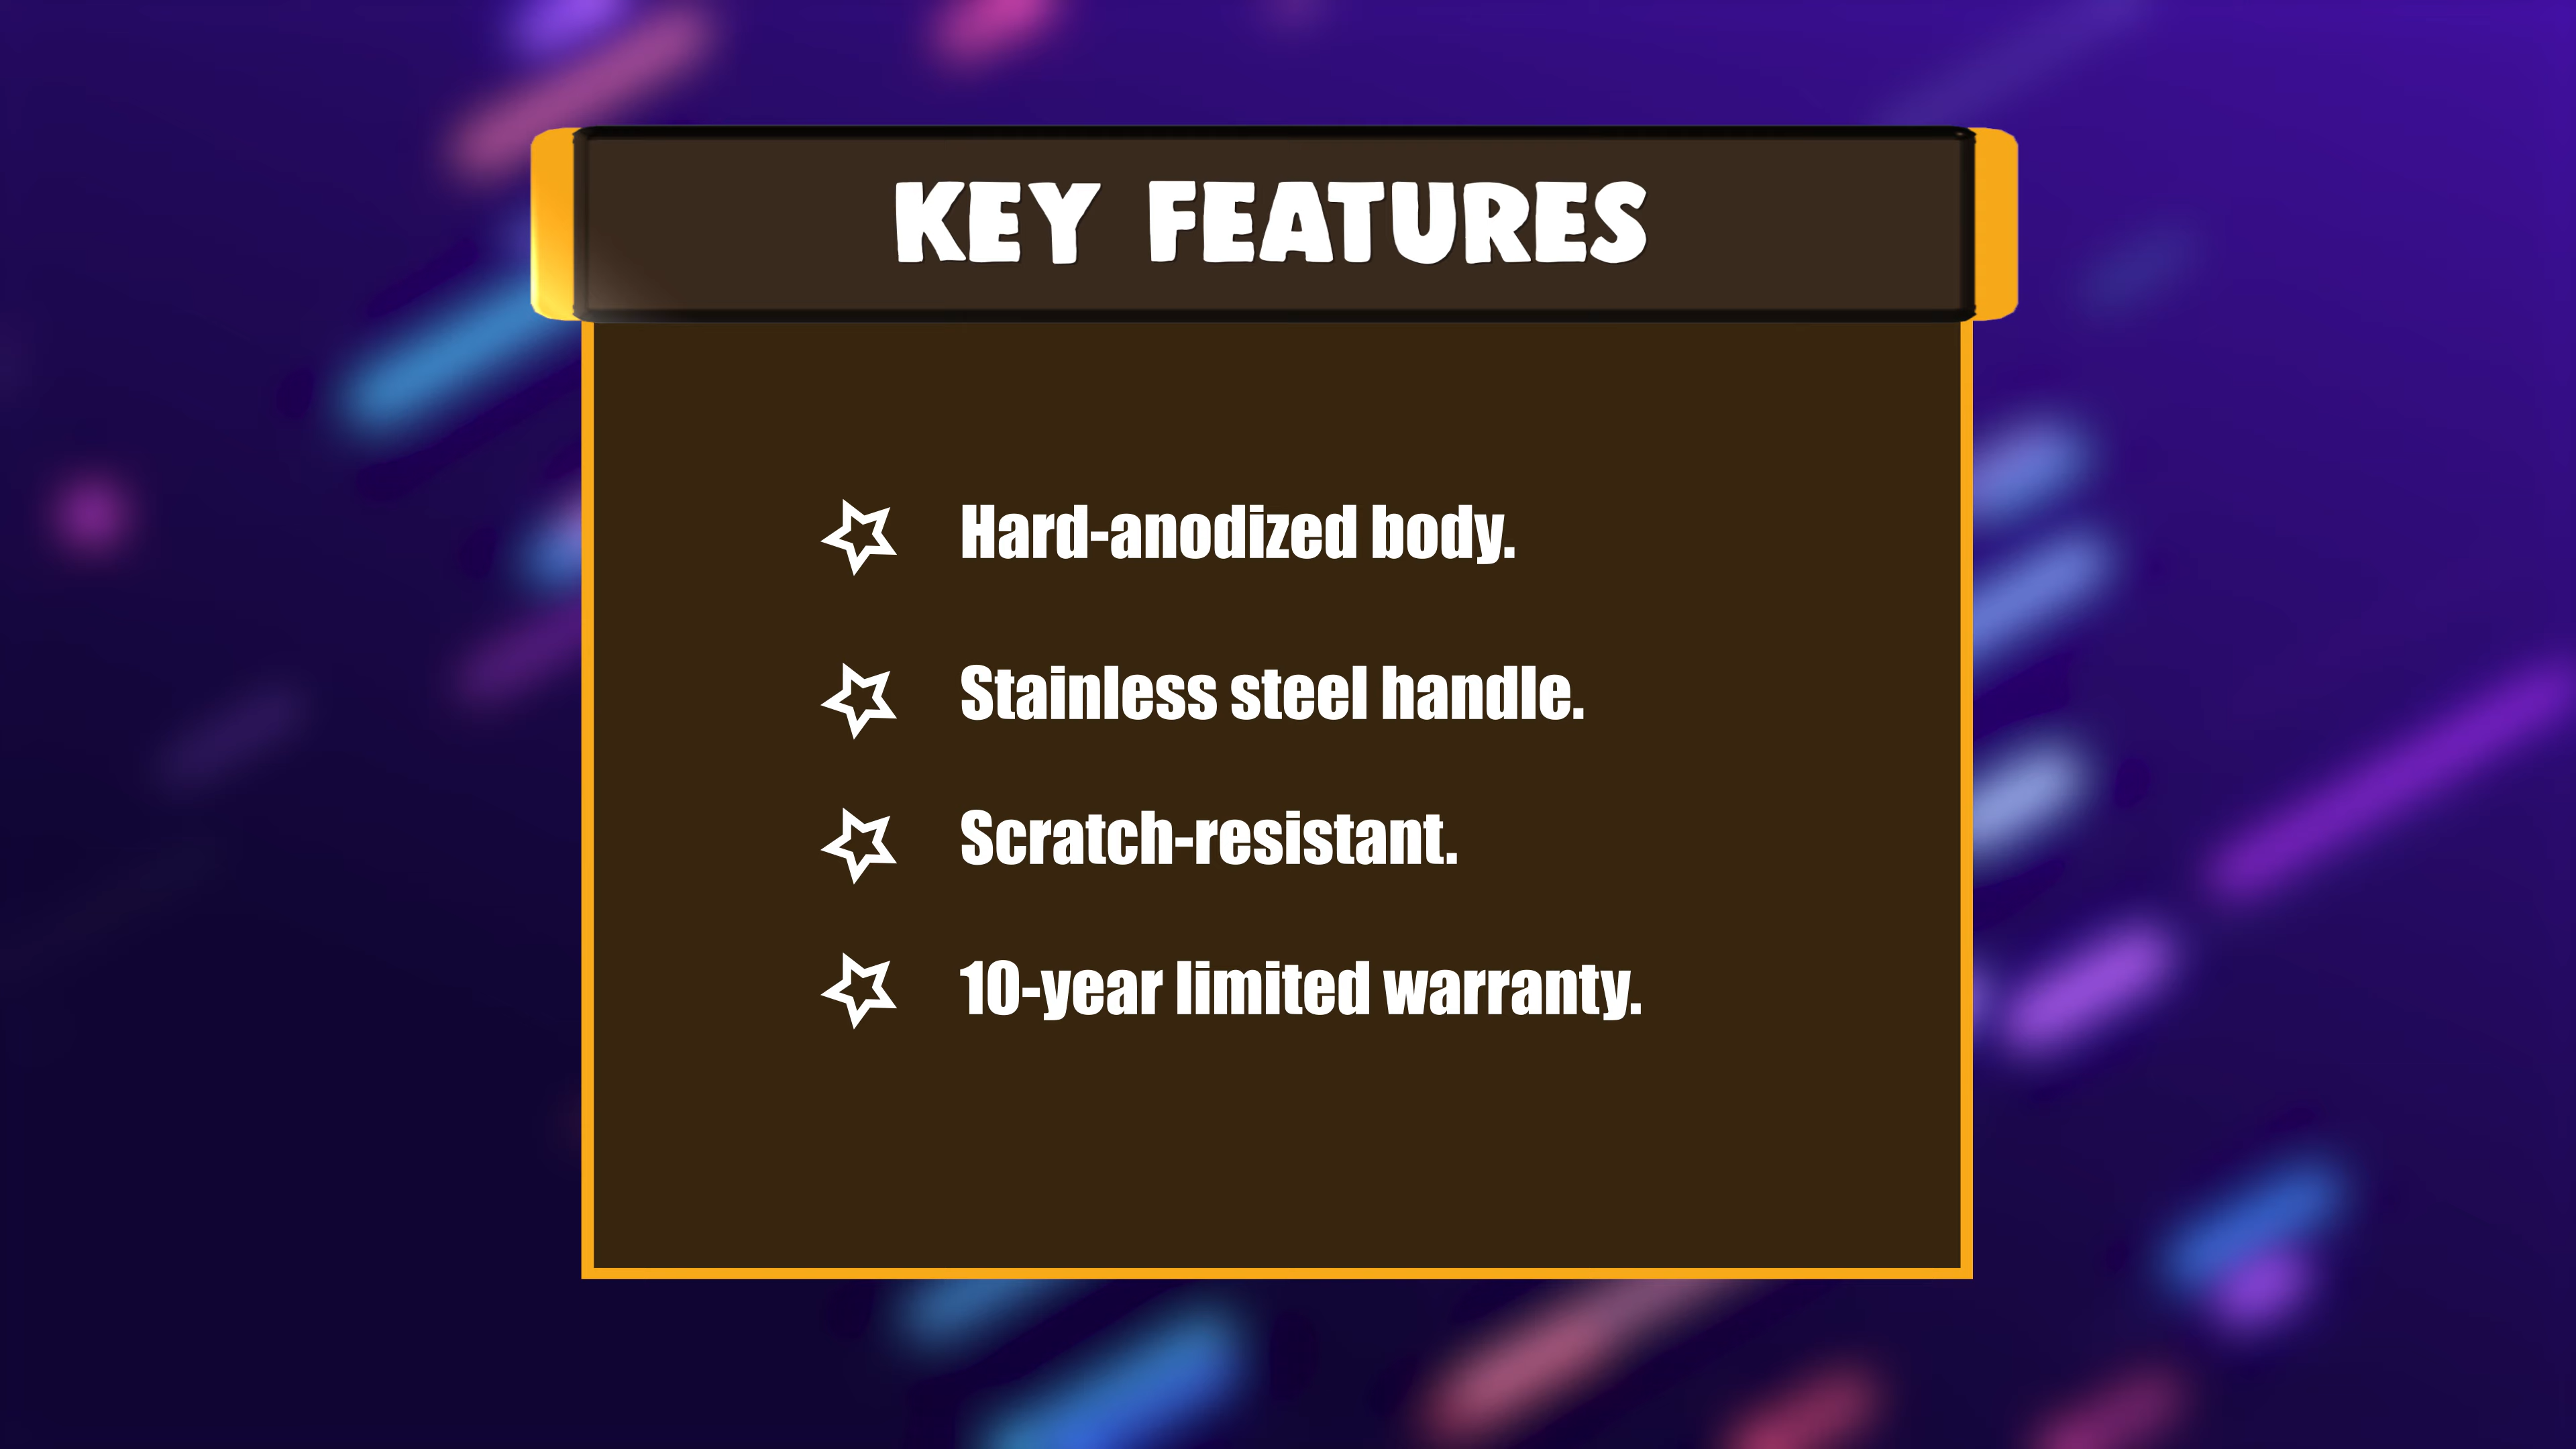 KEY FEATURES
Hard-anodized body.
Stainless steel handle.
Scratch-resistant.
10-year limited warranty.